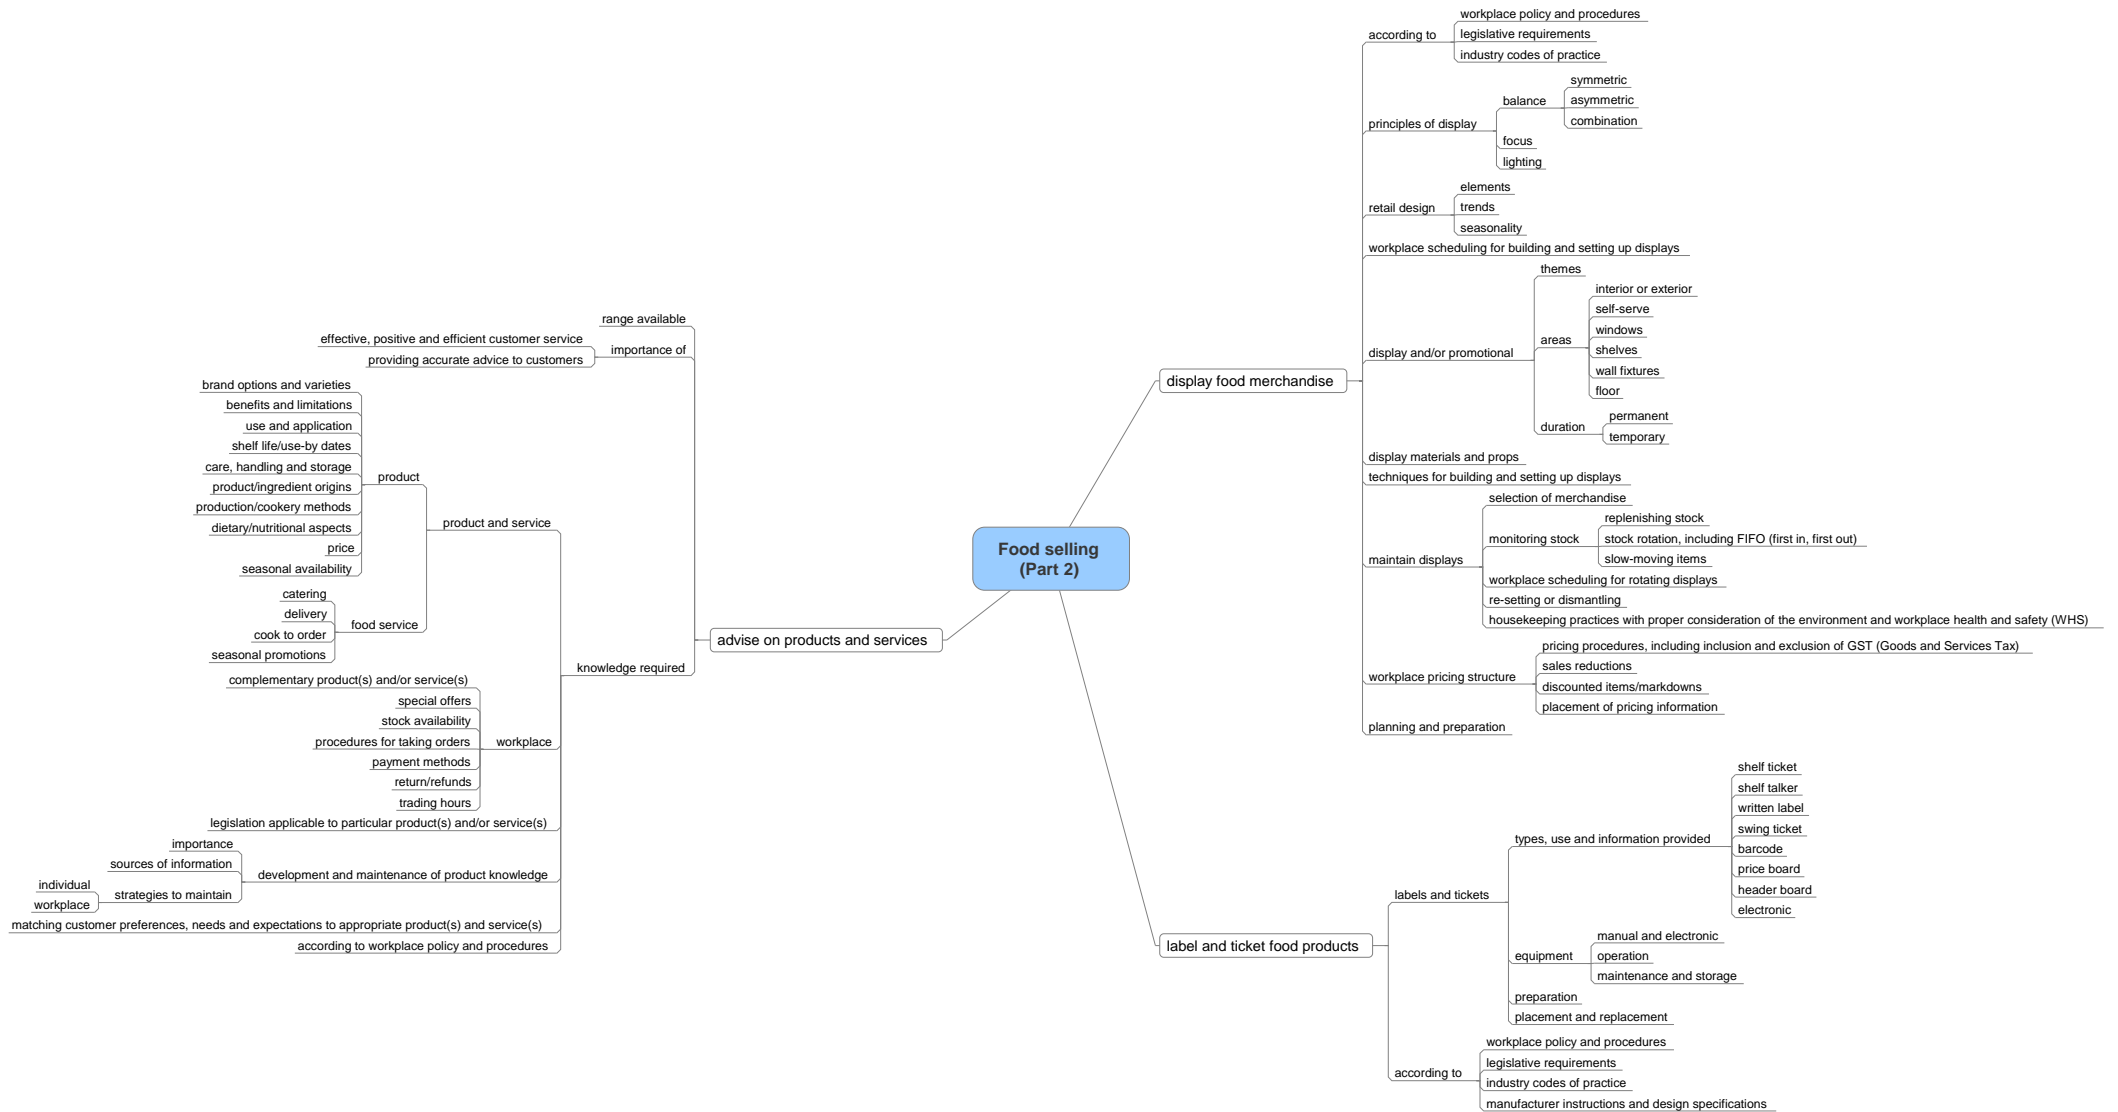 Food selling
(Part 2)
display food merchandise
according to
workplace policy and procedures
legislative requirements
industry codes of practice
principles of display
balance
symmetric
asymmetric
combination
focus
lighting
retail design
elements
trends
seasonality
workplace scheduling for building and setting up displays
display and/or promotional
themes
areas
interior or exterior
self-serve
windows
shelves
wall fixtures
floor
duration
permanent
temporary
display materials and props
techniques for building and setting up displays
maintain displays
selection of merchandise
monitoring stock
replenishing stock
stock rotation, including FIFO (first in, first out)
slow-moving items
workplace scheduling for rotating displays
re-setting or dismantling
housekeeping practices with proper consideration of the environment and workplace health and safety (WHS)
workplace pricing structure
pricing procedures, including inclusion and exclusion of GST (Goods and Services Tax)
sales reductions
discounted items/markdowns
placement of pricing information
planning and preparation
label and ticket food products
labels and tickets
types, use and information provided
shelf ticket
shelf talker
written label
swing ticket
barcode
price board
header board
electronic
equipment
manual and electronic
operation
maintenance and storage
preparation
placement and replacement
according to
workplace policy and procedures
legislative requirements
industry codes of practice
manufacturer instructions and design specifications
advise on products and services
range available
importance of
effective, positive and efficient customer service
providing accurate advice to customers
knowledge required
product and service
product
brand options and varieties
benefits and limitations
use and application
shelf life/use-by dates
care, handling and storage
product/ingredient origins
production/cookery methods
dietary/nutritional aspects
price
seasonal availability
food service
catering
delivery
cook to order
seasonal promotions
workplace
complementary product(s) and/or service(s)
special offers
stock availability
procedures for taking orders
payment methods
return/refunds
trading hours
legislation applicable to particular product(s) and/or service(s)
development and maintenance of product knowledge
importance
sources of information
strategies to maintain
individual
workplace
matching customer preferences, needs and expectations to appropriate product(s) and service(s)
according to workplace policy and procedures